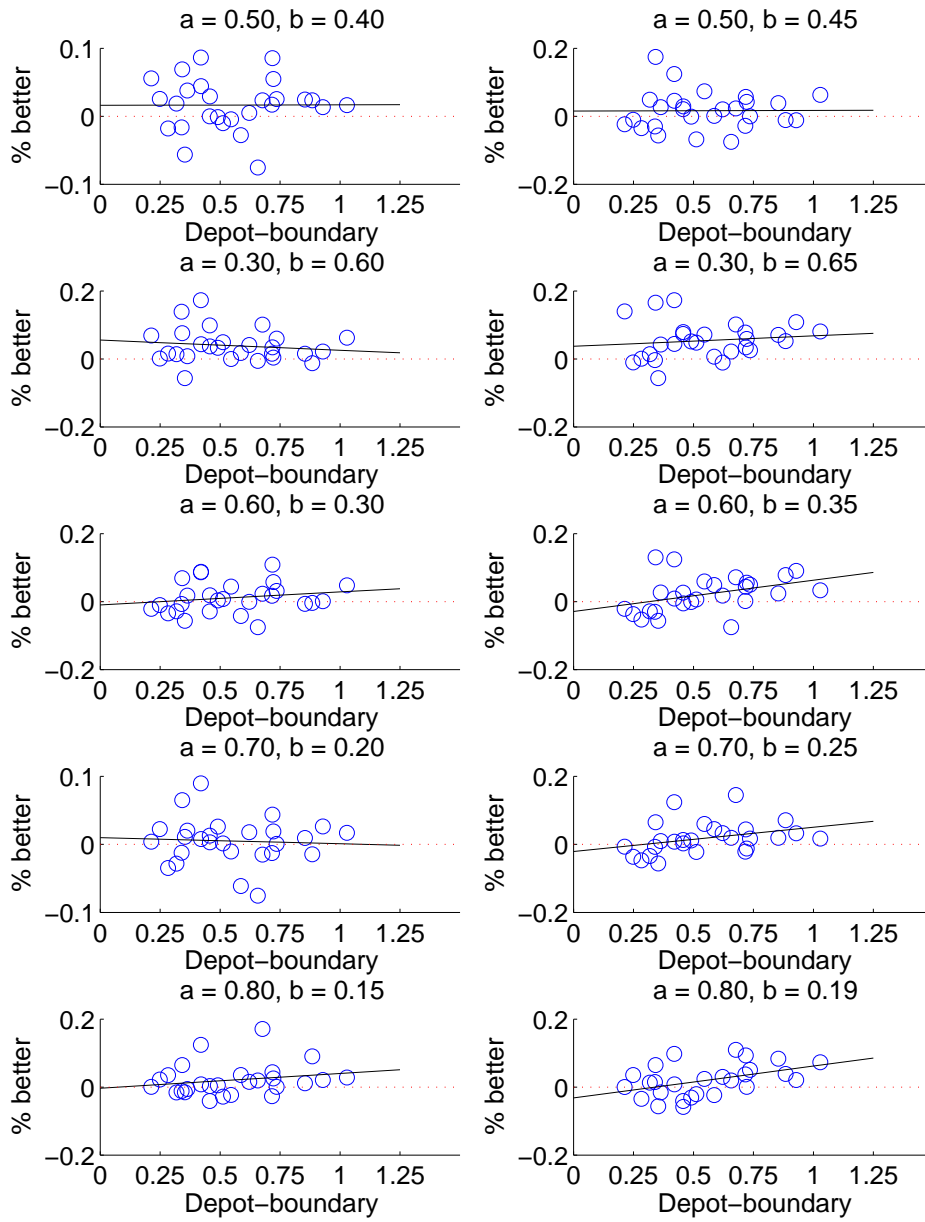 a = 0.50, b = 0.40
0.1
0
−0.1
% better
0 0.25 0.5 0.75 1 1.25
Depot−boundary
a = 0.50, b = 0.45
0.2
0
−0.2
% better
0 0.25 0.5 0.75 1 1.25
Depot−boundary
a = 0.30, b = 0.60
0.2
0
−0.2
% better
0 0.25 0.5 0.75 1 1.25
Depot−boundary
a = 0.30, b = 0.65
0.2
0
−0.2
% better
0 0.25 0.5 0.75 1 1.25
Depot−boundary
a = 0.60, b = 0.30
0.2
0
−0.2
% better
0 0.25 0.5 0.75 1 1.25
Depot−boundary
a = 0.60, b = 0.35
0.2
0
−0.2
% better
0 0.25 0.5 0.75 1 1.25
Depot−boundary
a = 0.70, b = 0.20
0.1
0
−0.1
% better
0 0.25 0.5 0.75 1 1.25
Depot−boundary
a = 0.70, b = 0.25
0.2
0
−0.2
% better
0 0.25 0.5 0.75 1 1.25
Depot−boundary
a = 0.80, b = 0.15
0.2
0
−0.2
% better
0 0.25 0.5 0.75 1 1.25
Depot−boundary
a = 0.80, b = 0.19
0.2
0
−0.2
% better
0 0.25 0.5 0.75 1 1.25
Depot−boundary